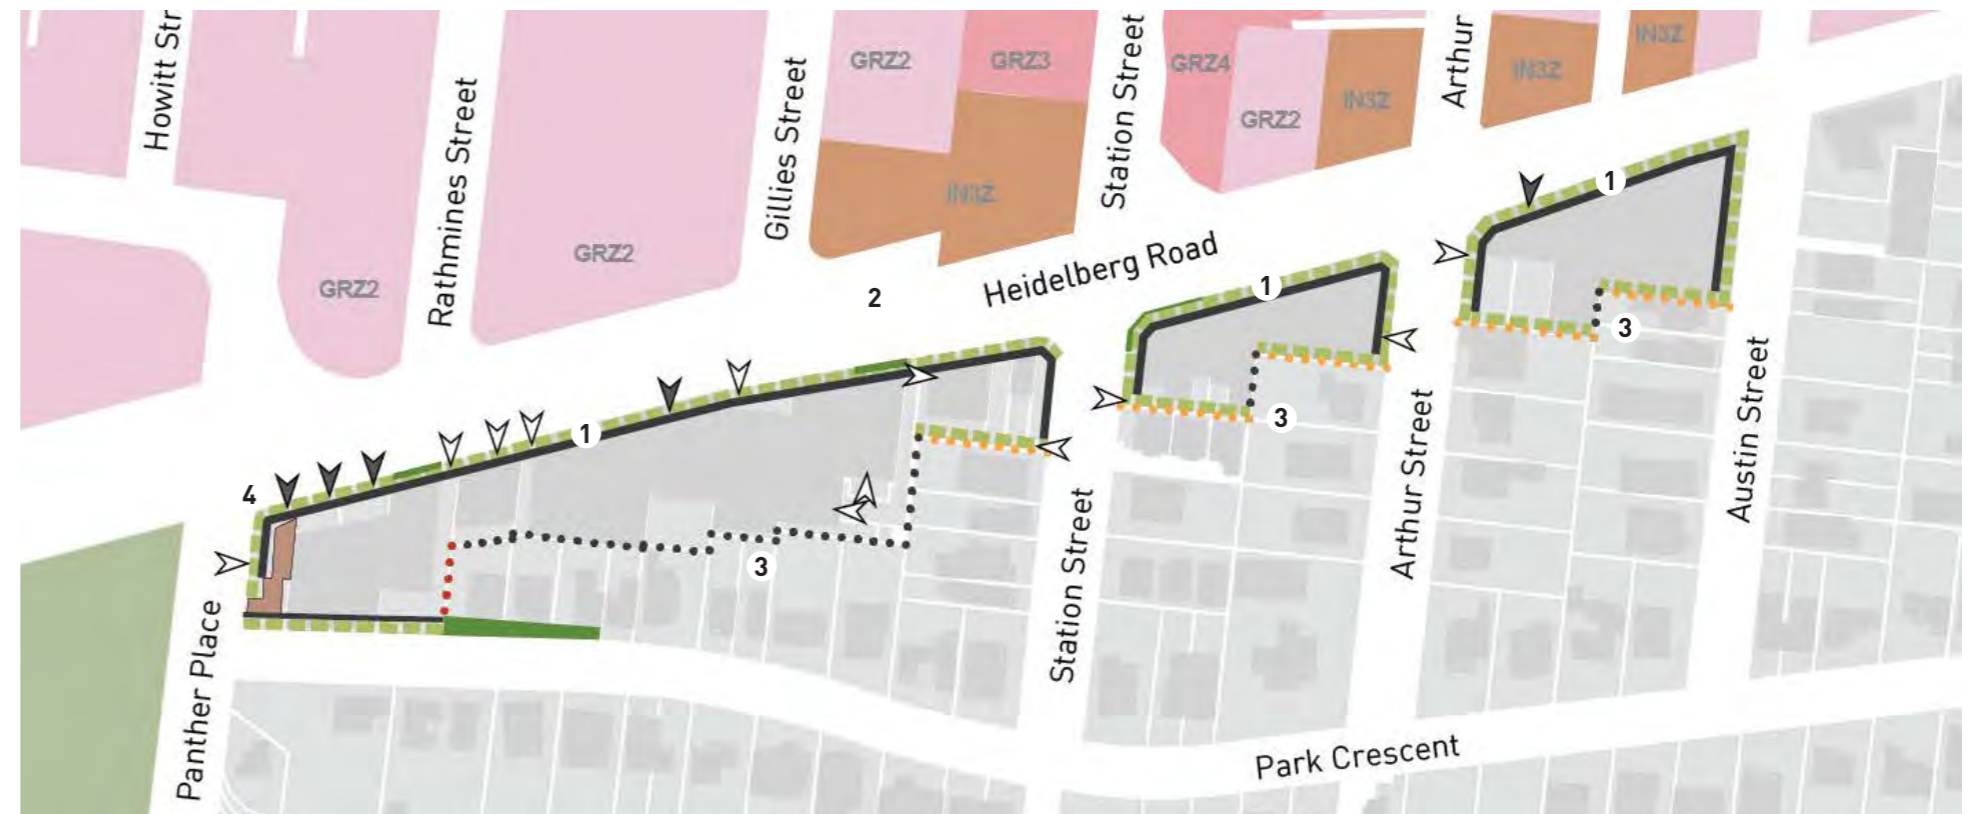 Howitt Str
Rathmines Street
Gillies Street
Station Street
Arthur
GRZ2
GRZ3
GRZ4
GRZ2
IN3Z
IN3Z
IN3Z
IN3Z
GRZ2
GRZ2
Heidelberg Road
1
1
1
2
3
3
3
4
Panther Place
Station Street
Arthur Street
Austin Street
Park Crescent